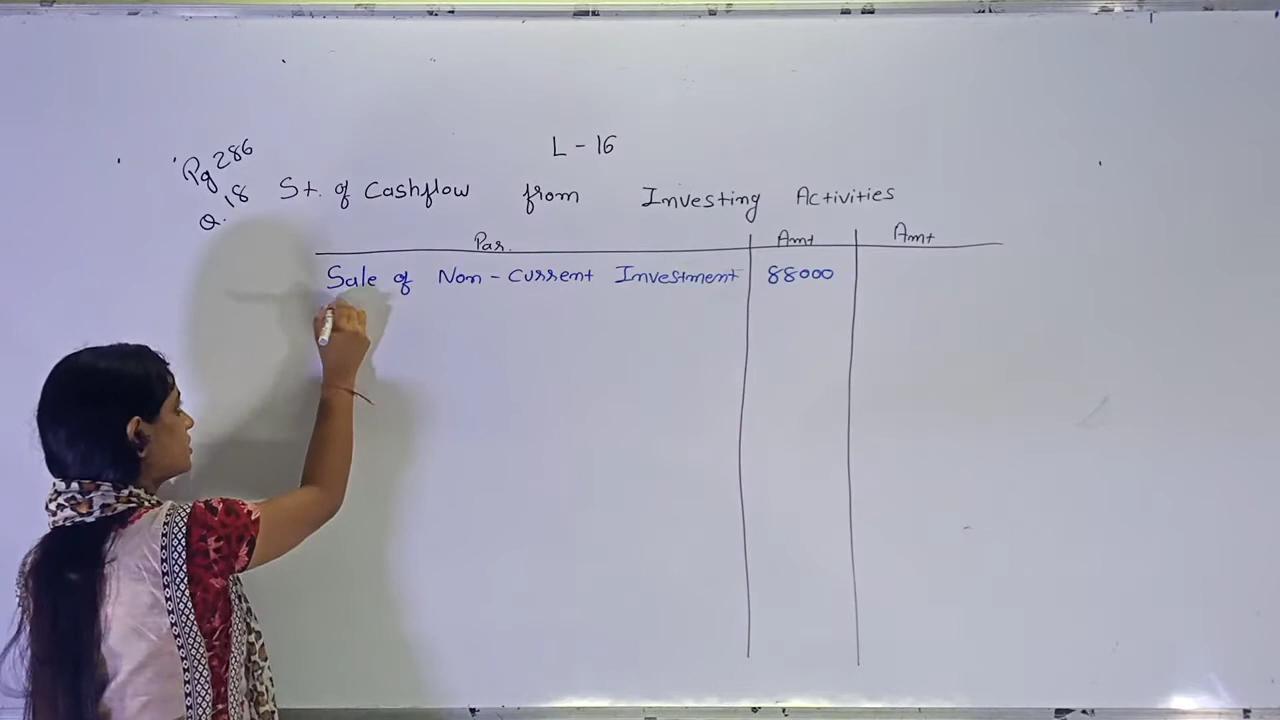 L - 16
Pg 286
Q. 18
St. of Cashflow from Investing Activities
Par. Amt Amt
Sale of Non - Current Investment 88000